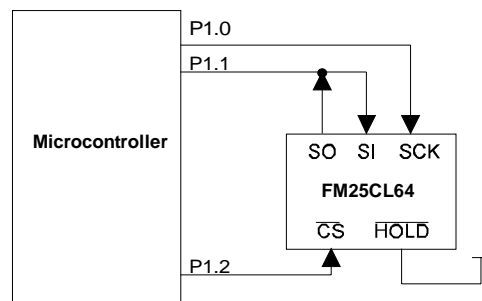 P1.0
P1.1
Microcontroller
SO SI SCK
FM25CL64
CS HOLD
P1.2